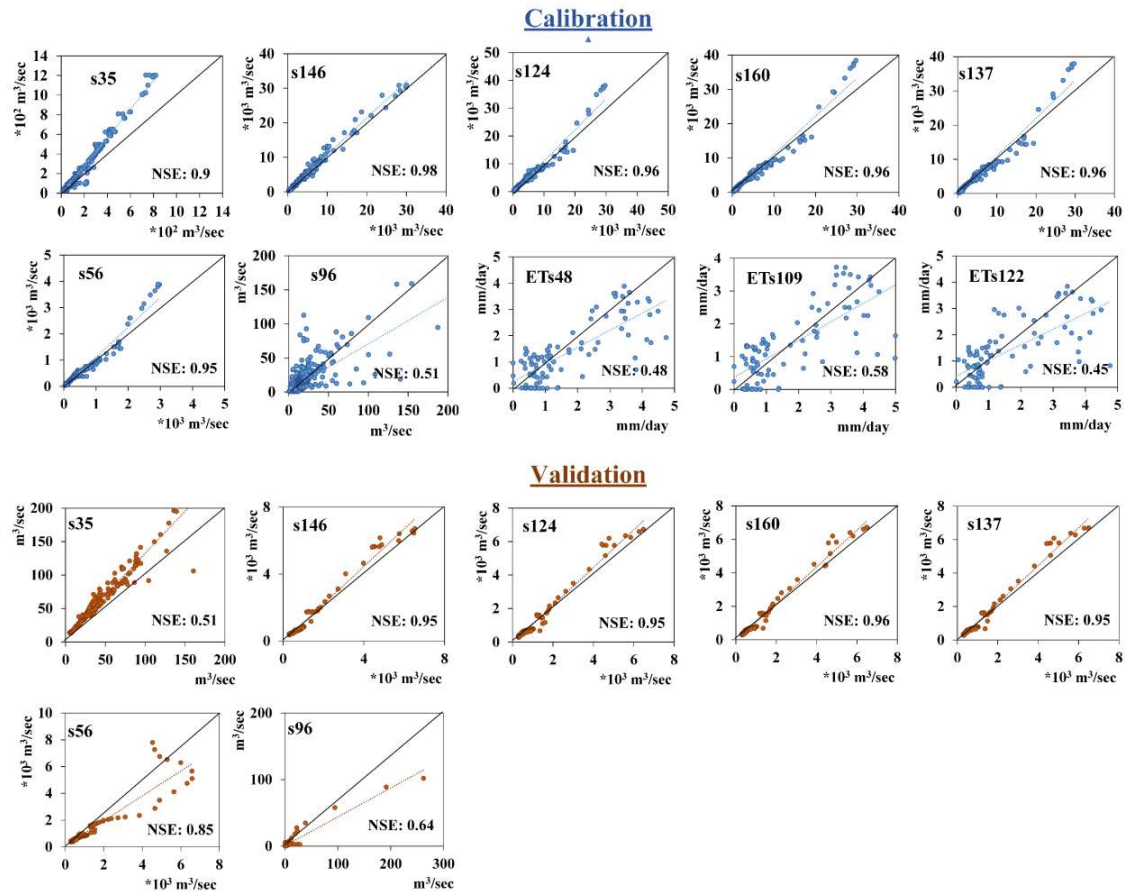 Calibration
*10² m³/sec
14
12
10
8
6
4
2
0
s35
NSE: 0.9
0 2 4 6 8 10 12 14
*10² m³/sec
*10³ m³/sec
40
30
20
10
0
s146
NSE: 0.98
0 10 20 30 40
*10³ m³/sec
*10³ m³/sec
50
40
30
20
10
0
s124
NSE: 0.96
0 10 20 30 40 50
*10³ m³/sec
*10³ m³/sec
40
30
20
10
0
s160
NSE: 0.96
0 10 20 30 40
*10³ m³/sec
*10³ m³/sec
40
30
20
10
0
s137
NSE: 0.96
0 10 20 30 40
*10³ m³/sec
*10³ m³/sec
5
4
3
2
1
0
s56
NSE: 0.95
0 1 2 3 4 5
*10³ m³/sec
m³/sec
200
150
100
50
0
s96
NSE: 0.51
0 50 100 150 200
m³/sec
mm/day
5
4
3
2
1
0
ETs48
NSE: 0.48
0 1 2 3 4 5
mm/day
mm/day
4
3
2
1
0
ETs109
NSE: 0.58
0 1 2 3 4 5
mm/day
mm/day
5
4
3
2
1
0
ETs122
NSE: 0.45
0 1 2 3 4 5
mm/day
Validation
m³/sec
200
150
100
50
0
s35
NSE: 0.51
0 50 100 150 200
m³/sec
*10³ m³/sec
8
6
4
2
0
s146
NSE: 0.95
0 4 6 8
*10³ m³/sec
*10³ m³/sec
8
6
4
2
0
s124
NSE: 0.95
0 2 4 6 8
*10³ m³/sec
*10³ m³/sec
8
6
4
2
0
s160
NSE: 0.96
0 2 4 6 8
*10³ m³/sec
*10³ m³/sec
8
6
4
2
0
s137
NSE: 0.95
0 2 4 6 8
*10³ m³/sec
*10³ m³/sec
10
8
6
4
2
0
s56
NSE: 0.85
0 2 4 6 8
*10³ m³/sec
m³/sec
200
100
0
s96
NSE: 0.64
0 100 200 300
m³/sec